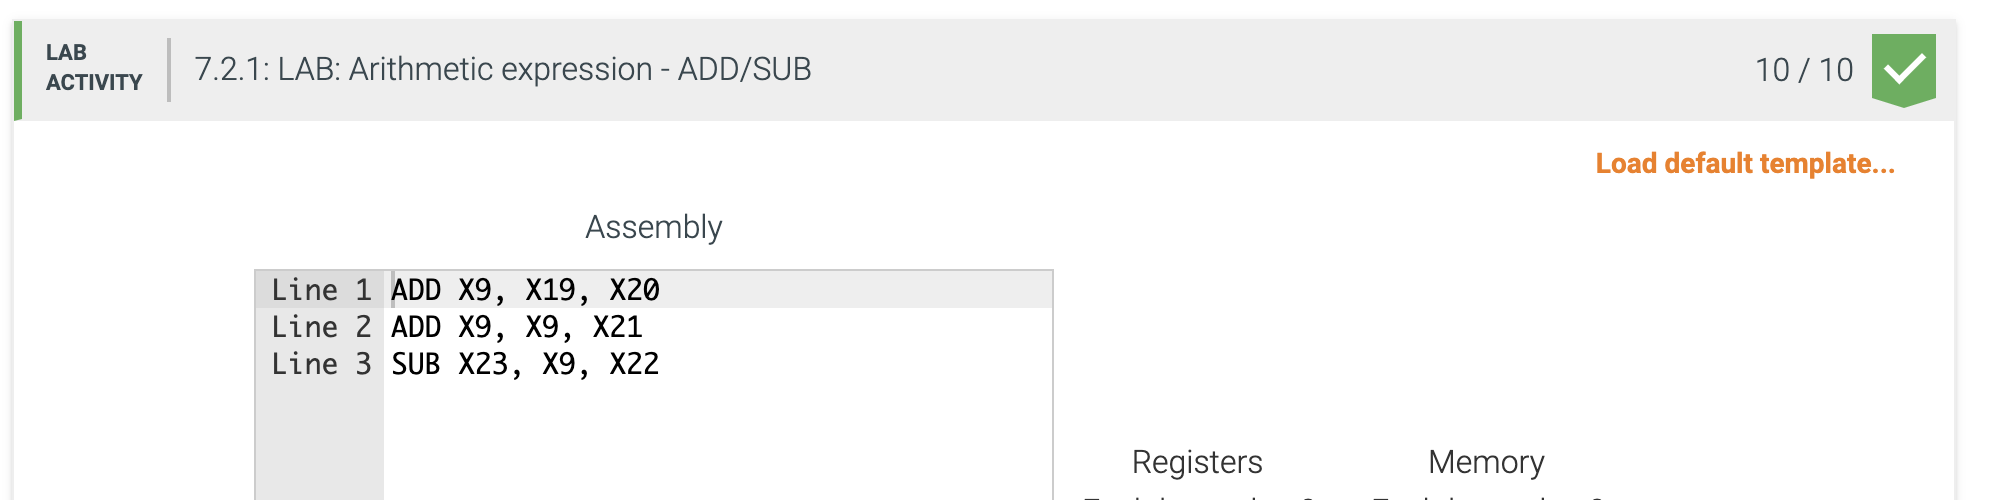 LAB
ACTIVITY
7.2.1: LAB: Arithmetic expression - ADD/SUB
10 / 10
Load default template...
Assembly
Line 1 ADD X9, X19, X20
Line 2 ADD X9, X9, X21
Line 3 SUB X23, X9, X22
Registers
Memory